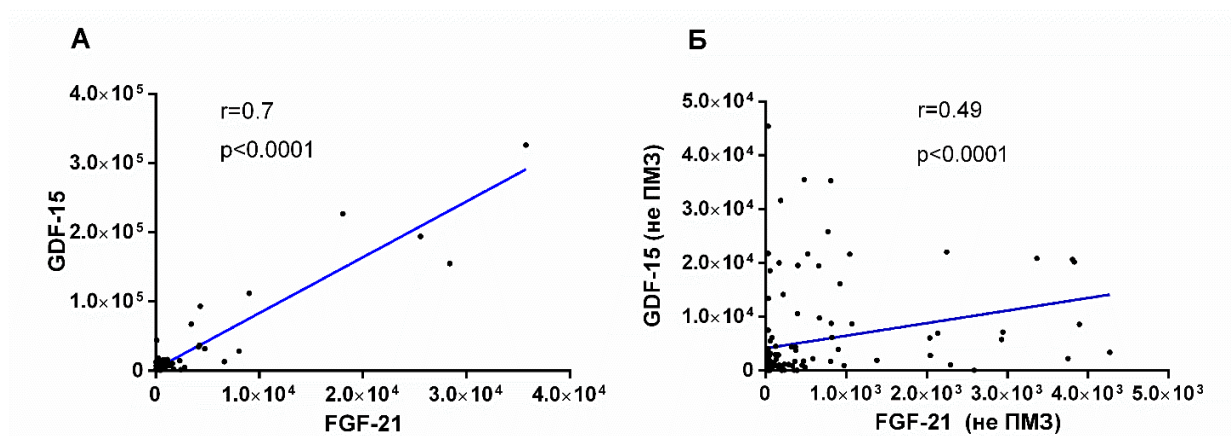 А
r=0.7
p<0.0001
GDF-15
4.0×10⁵
3.0×10⁵
2.0×10⁵
1.0×10⁵
0
0
1.0×10⁴
2.0×10⁴
3.0×10⁴
4.0×10⁴
FGF-21
Б
r=0.49
p<0.0001
GDF-15 (не ПМЗ)
5.0×10⁴
4.0×10⁴
3.0×10⁴
2.0×10⁴
1.0×10⁴
0
0
1.0×10³
2.0×10³
3.0×10³
4.0×10³
5.0×10³
FGF-21 (не ПМЗ)